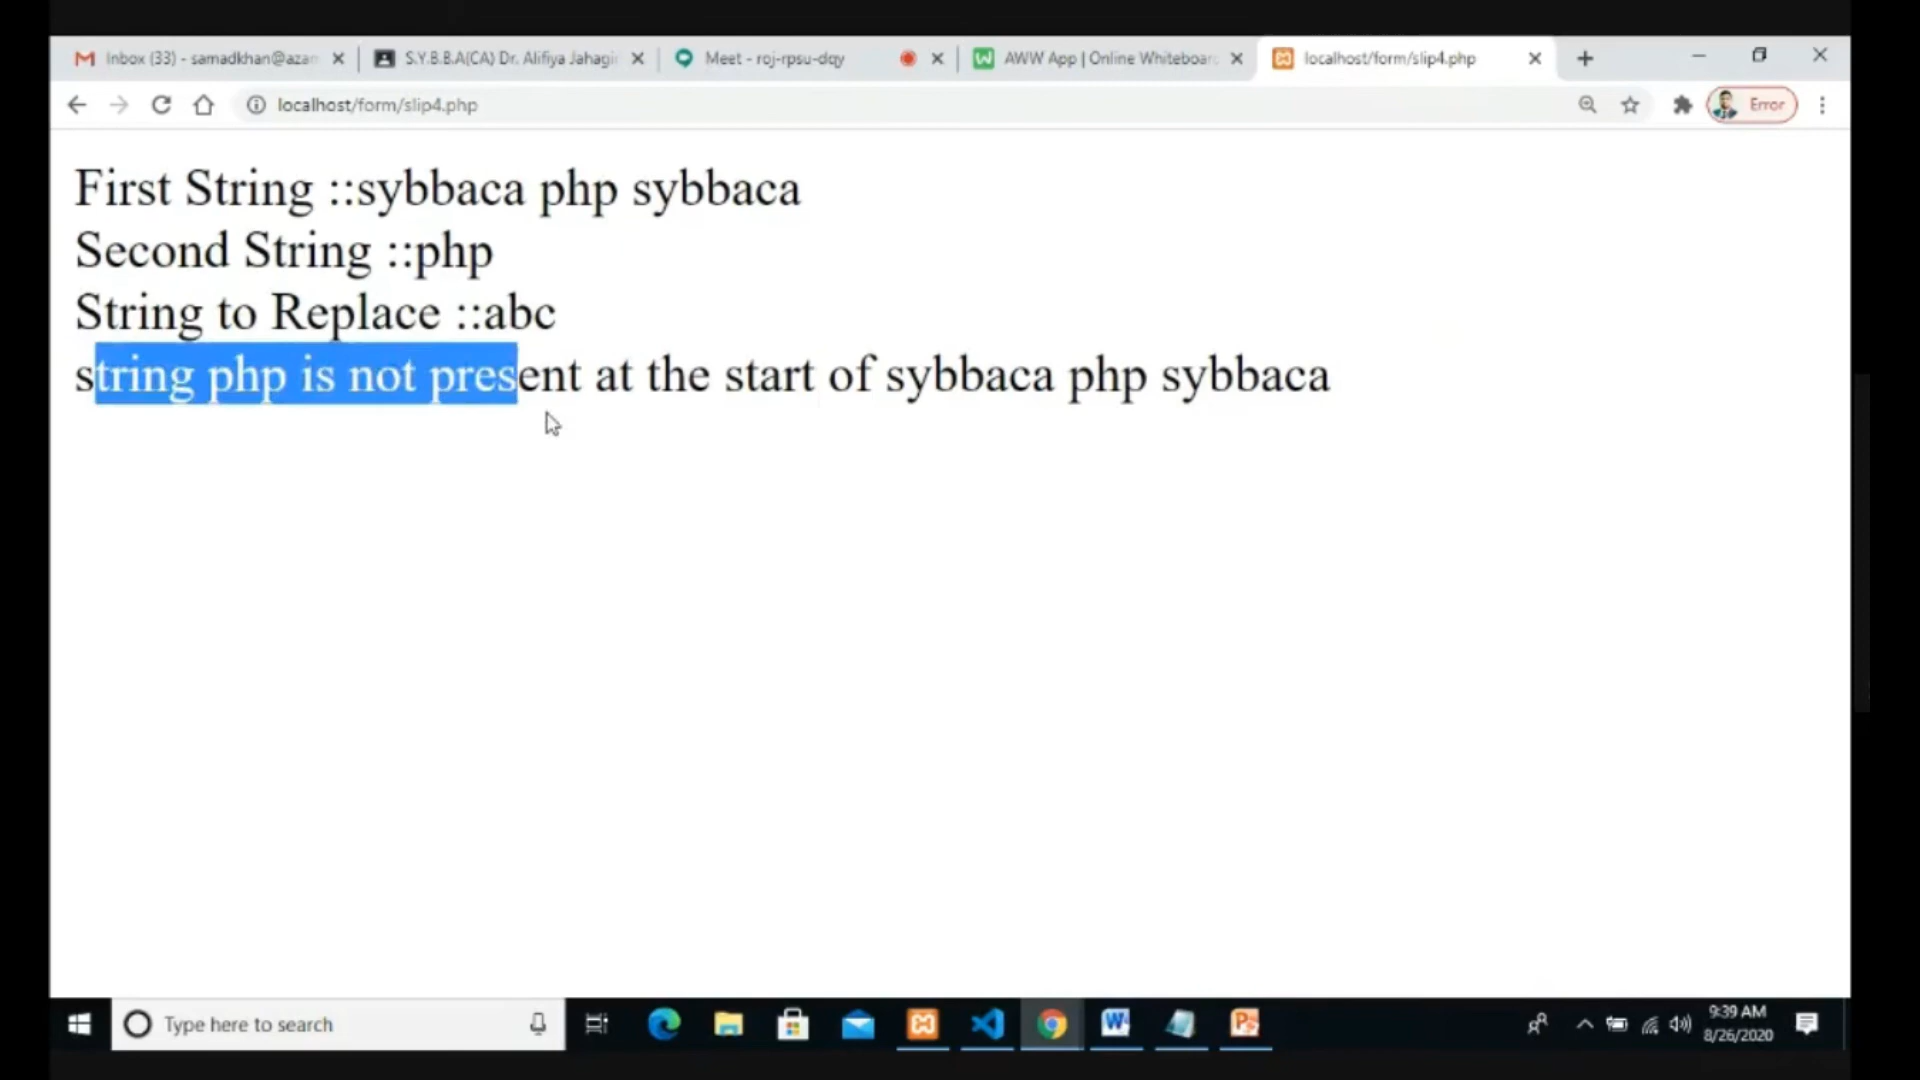 Inbox (33) - samadkhan@azam
S.Y.B.B.A(CA) Dr. Alifiya Jahagir
Meet - roj-rpsu-dqy
AWW App | Online Whiteboar
localhost/form/slip4.php
localhost/form/slip4.php
Error
First String ::sybbaca php sybbaca
Second String ::php
String to Replace ::abc
string php is not present at the start of sybbaca php sybbaca
Type here to search
9:39 AM
8/26/2020